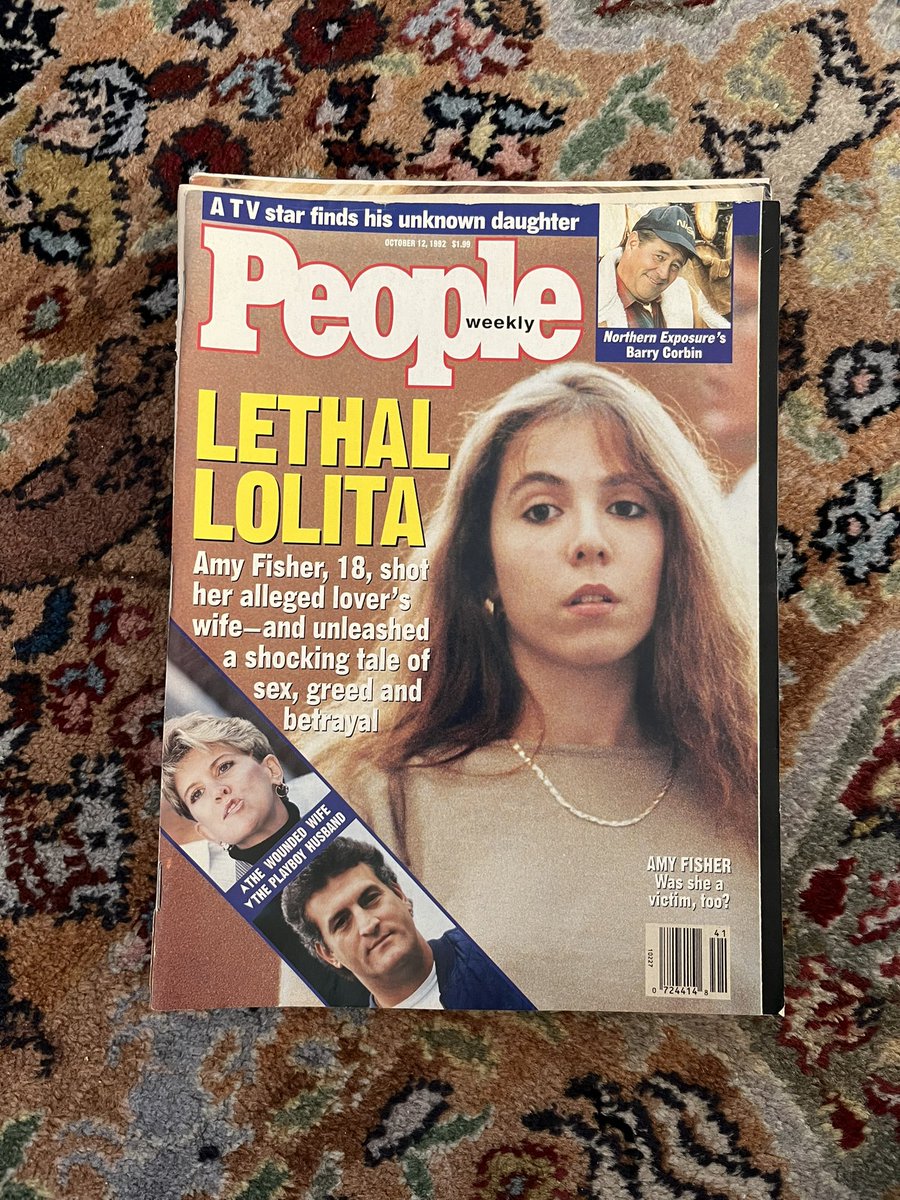 A TV star finds his unknown daughter
OCTOBER 12, 1992 $1.99
People
weekly
Northern Exposure's
Barry Corbin
LETHAL
LOLITA
Amy Fisher, 18, shot
her alleged lover's
wife—and unleashed
a shocking tale of
sex, greed and
betrayal
▲THE WOUNDED WIFE
▼THE PLAYBOY HUSBAND
AMY FISHER
Was she a
victim, too?
41
10227
0 724414 8